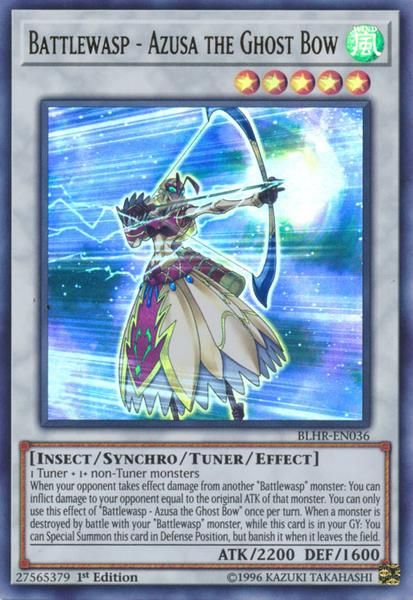 BATTLEWASP - AZUSA THE GHOST BOW
WIND
風
BLHR-EN036
[INSECT/SYNCHRO/TUNER/EFFECT]
1 Tuner + 1+ non-Tuner monsters
When your opponent takes effect damage from another "Battlewasp" monster: You can
inflict damage to your opponent equal to the original ATK of that monster. You can only
use this effect of "Battlewasp - Azusa the Ghost Bow" once per turn. When a monster is
destroyed by battle with your "Battlewasp" monster, while this card is in your GY: You
can Special Summon this card in Defense Position, but banish it when it leaves the field.
ATK/2200 DEF/1600
27565379 1st Edition ©1996 KAZUKI TAKAHASHI